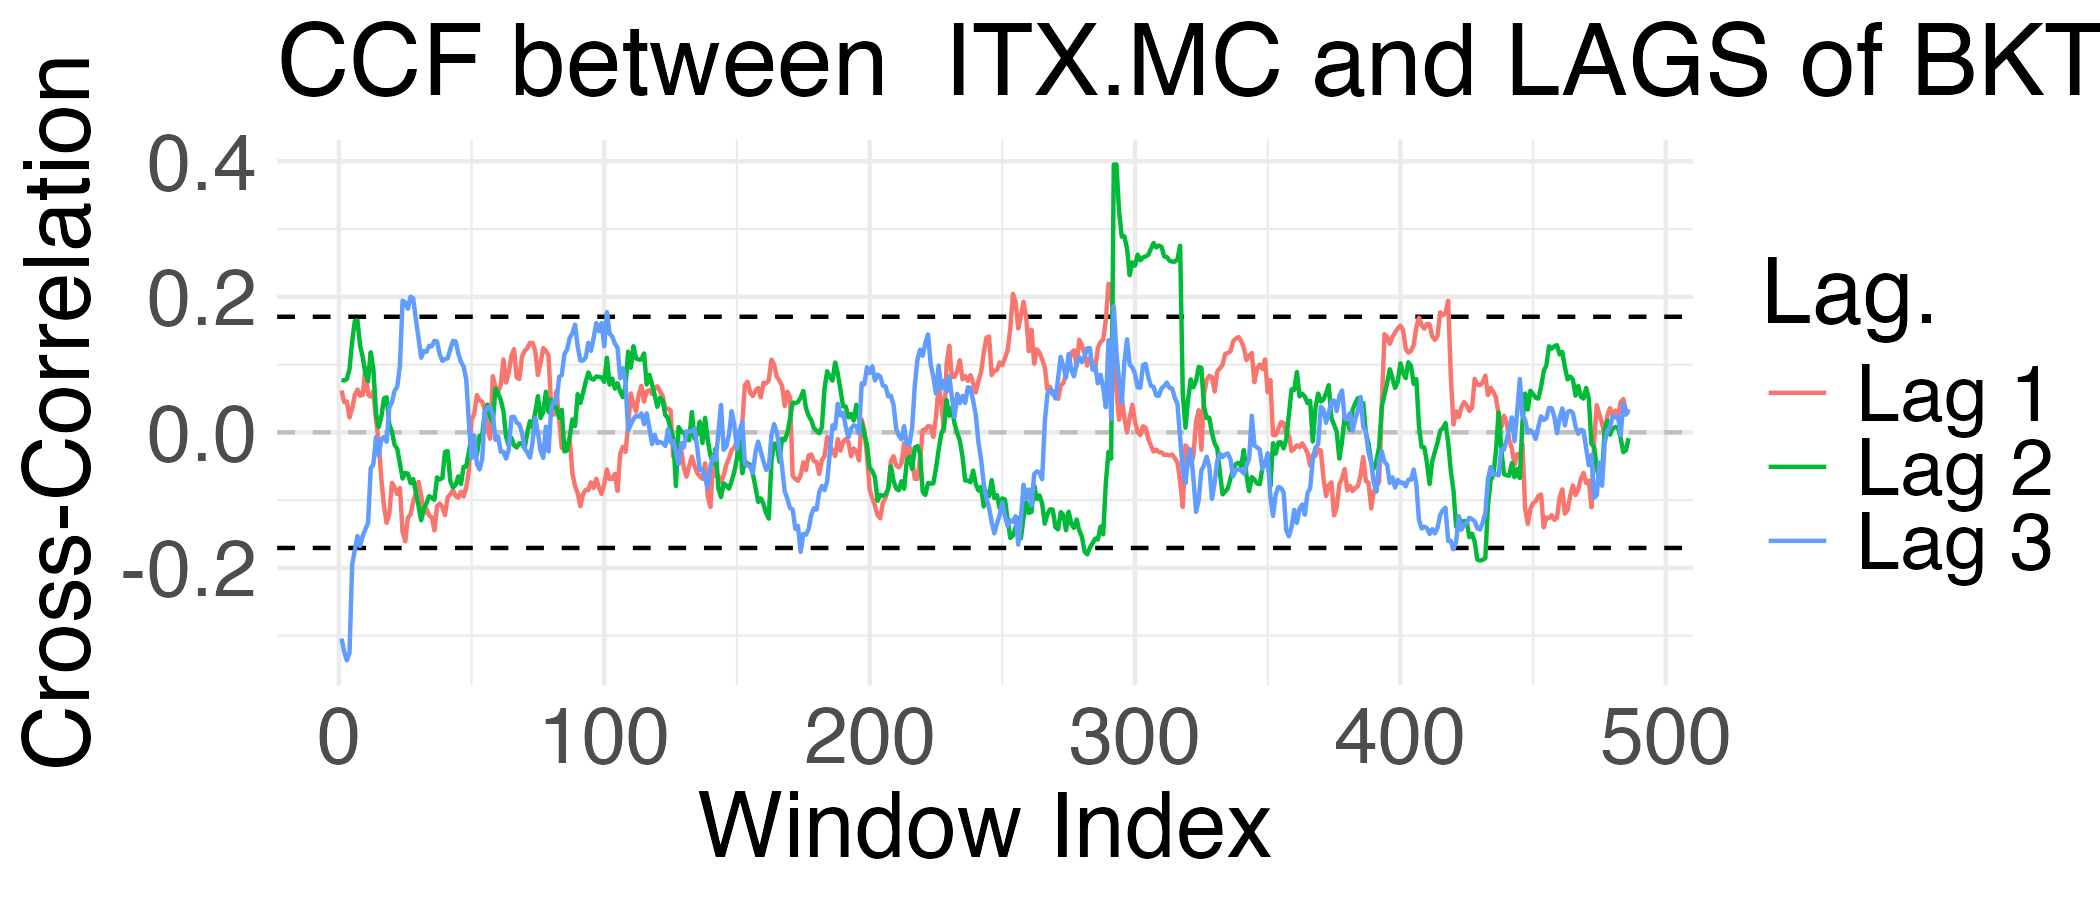 CCF between  ITX.MC and LAGS of BKT
Cross-Correlation
0.4
0.2
0.0
-0.2
0
100
200
300
400
500
Window Index
Lag.
Lag 1
Lag 2
Lag 3